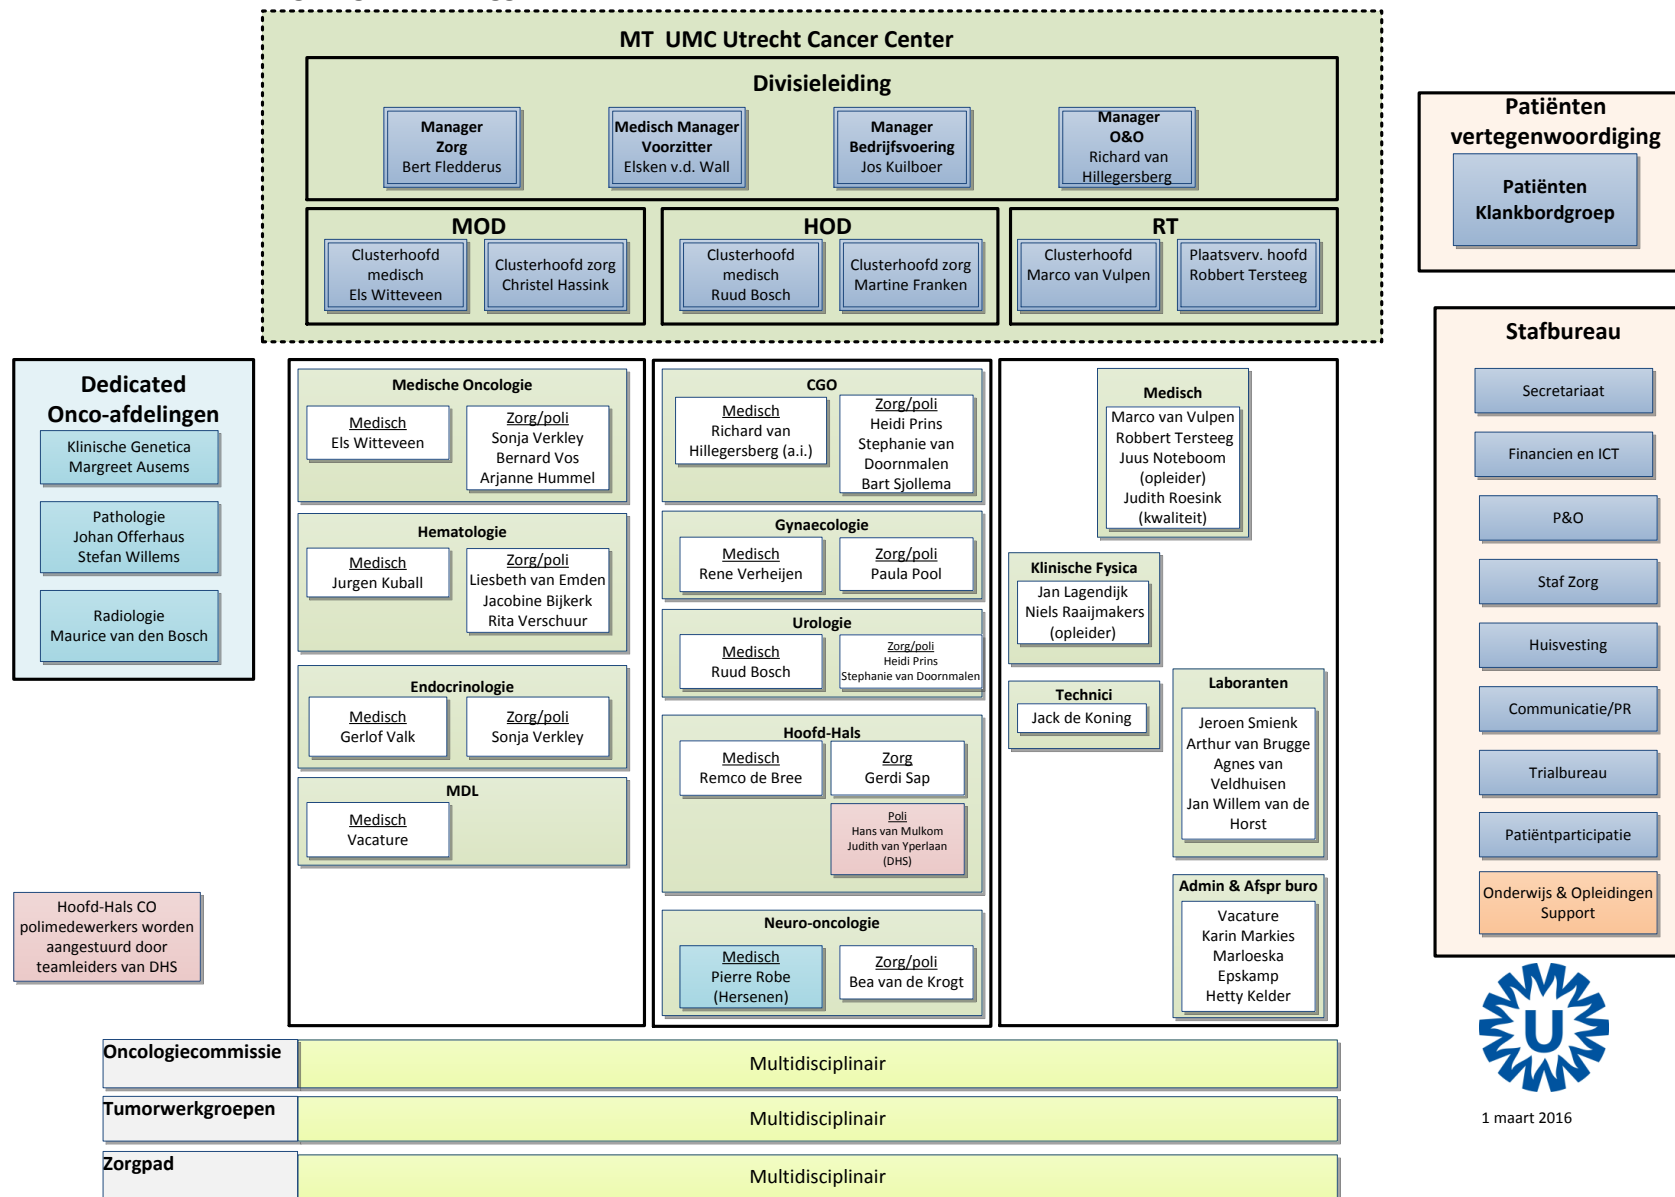 MT UMC Utrecht Cancer Center
Divisieleiding
Manager
Zorg
Bert Fledderus
Medisch Manager
Voorzitter
Elsken v.d. Wall
Manager
Bedrijfsvoering
Jos Kuilboer
Manager
O&O
Richard van
Hillegersberg
MOD
Clusterhoofd
medisch
Els Witteveen
Clusterhoofd zorg
Christel Hassink
HOD
Clusterhoofd
medisch
Ruud Bosch
Clusterhoofd zorg
Martine Franken
RT
Clusterhoofd
Marco van Vulpen
Plaatsverv. hoofd
Robbert Tersteeg
Patiënten
vertegenwoordiging
Patiënten
Klankbordgroep
Dedicated
Onco-afdelingen
Klinische Genetica
Margreet Ausems
Pathologie
Johan Offerhaus
Stefan Willems
Radiologie
Maurice van den Bosch
Hoofd-Hals CO
polimedewerkers worden
aangestuurd door
teamleiders van DHS
Medische Oncologie
Medisch
Els Witteveen
Zorg/poli
Sonja Verkley
Bernard Vos
Arjanne Hummel
Hematologie
Medisch
Jurgen Kuball
Zorg/poli
Liesbeth van Emden
Jacobine Bijkerk
Rita Verschuur
Endocrinologie
Medisch
Gerlof Valk
Zorg/poli
Sonja Verkley
MDL
Medisch
Vacature
CGO
Medisch
Richard van
Hillegersberg (a.i.)
Zorg/poli
Heidi Prins
Stephanie van
Doornmalen
Bart Sjollema
Gynaecologie
Medisch
Rene Verheijen
Zorg/poli
Paula Pool
Urologie
Medisch
Ruud Bosch
Zorg/poli
Heidi Prins
Stephanie van Doornmalen
Hoofd-Hals
Medisch
Remco de Bree
Zorg
Gerdi Sap
Poli
Hans van Mulkom
Judith van Yperlaan
(DHS)
Neuro-oncologie
Medisch
Pierre Robe
(Hersenen)
Zorg/poli
Bea van de Krogt
Medisch
Marco van Vulpen
Robbert Tersteeg
Juus Noteboom
(opleider)
Judith Roesink
(kwaliteit)
Klinische Fysica
Jan Lagendijk
Niels Raaijmakers
(opleider)
Technici
Jack de Koning
Laboranten
Jeroen Smienk
Arthur van Brugge
Agnes van
Veldhuisen
Jan Willem van de
Horst
Admin & Afspr buro
Vacature
Karin Markies
Marloeska
Epskamp
Hetty Kelder
Stafbureau
Secretariaat
Financien en ICT
P&O
Staf Zorg
Huisvesting
Communicatie/PR
Trialbureau
Patiëntparticipatie
Onderwijs & Opleidingen
Support
U
1 maart 2016
Oncologiecommissie
Multidisciplinair
Tumorwerkgroepen
Multidisciplinair
Zorgpad
Multidisciplinair